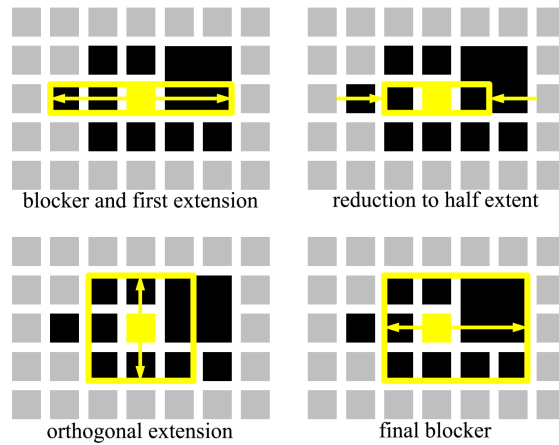 blocker and first extension
reduction to half extent
orthogonal extension
final blocker